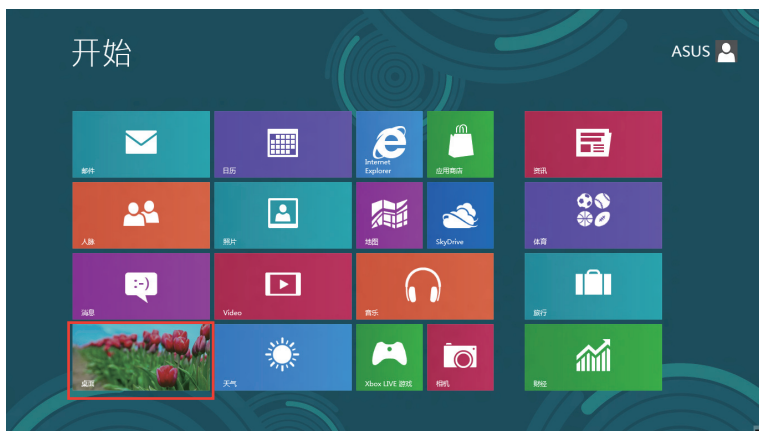 开始
ASUS
邮件
日历
Internet
Explorer
应用商店
资讯
人脉
照片
地图
SkyDrive
体育
:-)
消息
Video
音乐
旅行
桌面
天气
Xbox LIVE 游戏
相机
财经